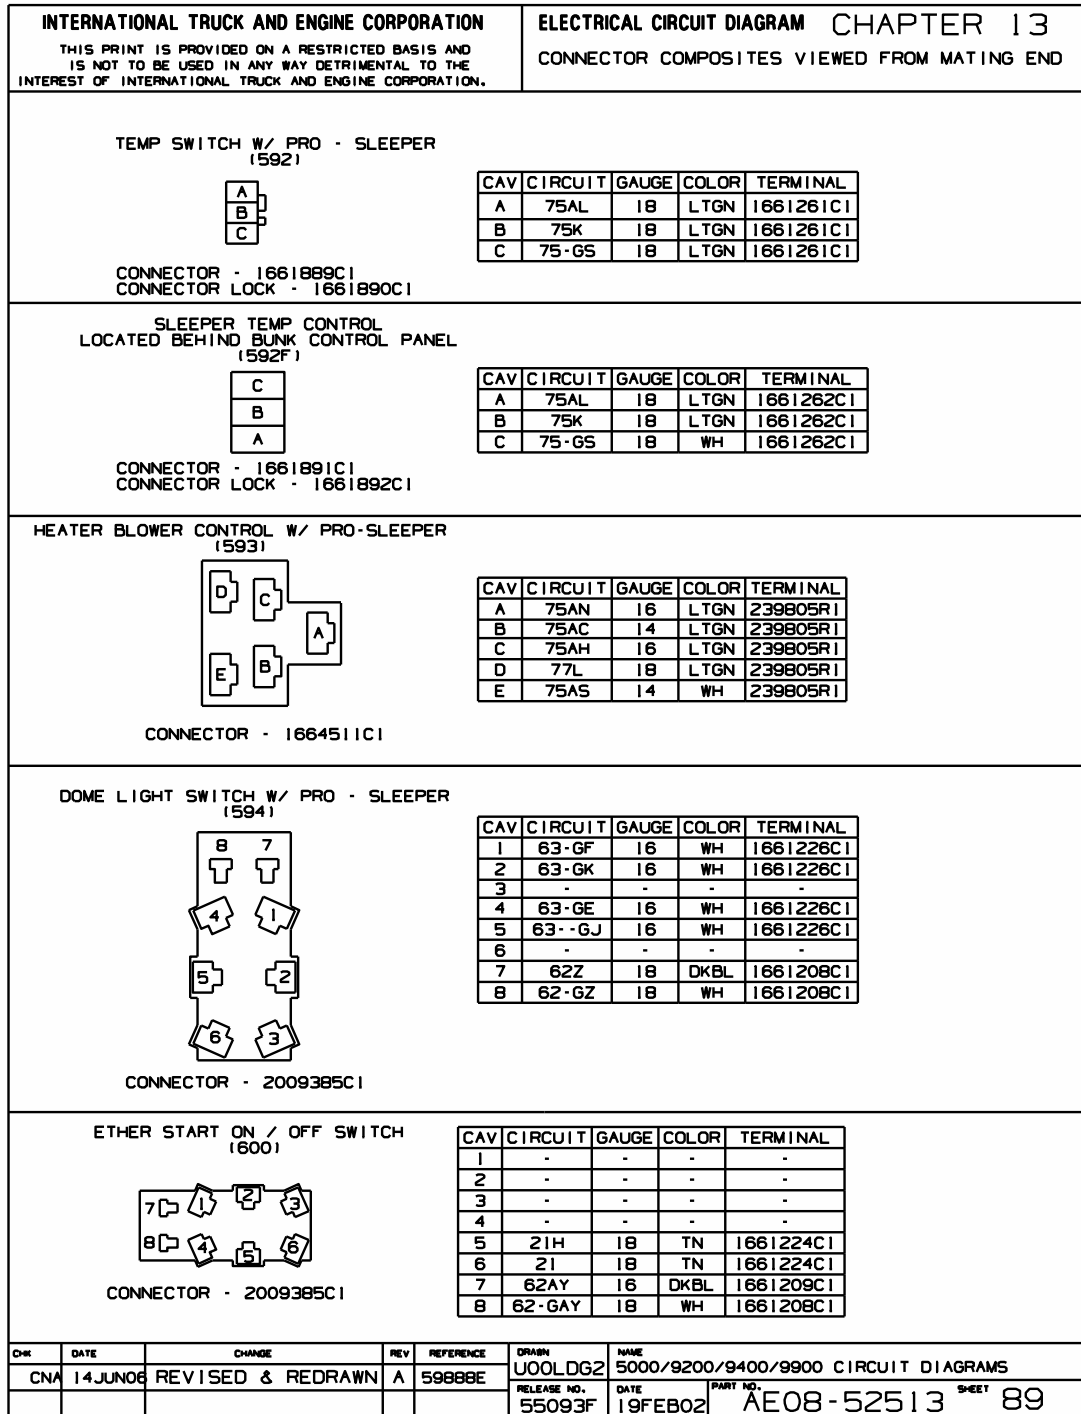 INTERNATIONAL TRUCK AND ENGINE CORPORATION
THIS PRINT IS PROVIDED ON A RESTRICTED BASIS AND
IS NOT TO BE USED IN ANY WAY DETRIMENTAL TO THE
INTEREST OF INTERNATIONAL TRUCK AND ENGINE CORPORATION.
ELECTRICAL CIRCUIT DIAGRAM CHAPTER 13
CONNECTOR COMPOSITES VIEWED FROM MATING END
TEMP SWITCH W/ PRO - SLEEPER
(592)
A
B
C
CONNECTOR - 1661889C1
CONNECTOR LOCK - 1661890C1
CAV CIRCUIT GAUGE COLOR TERMINAL
A 75AL 18 LTGN 1661261C1
B 75K 18 LTGN 1661261C1
C 75-GS 18 LTGN 1661261C1
SLEEPER TEMP CONTROL
LOCATED BEHIND BUNK CONTROL PANEL
(592F)
C
B
A
CONNECTOR - 1661891C1
CONNECTOR LOCK - 1661892C1
CAV CIRCUIT GAUGE COLOR TERMINAL
A 75AL 18 LTGN 1661262C1
B 75K 18 LTGN 1661262C1
C 75-GS 18 WH 1661262C1
HEATER BLOWER CONTROL W/ PRO-SLEEPER
(593)
D C
A
E B
CONNECTOR - 1664511C1
CAV CIRCUIT GAUGE COLOR TERMINAL
A 75AN 16 LTGN 239805R1
B 75AC 14 LTGN 239805R1
C 75AH 16 LTGN 239805R1
D 77L 18 LTGN 239805R1
E 75AS 14 WH 239805R1
DOME LIGHT SWITCH W/ PRO - SLEEPER
(594)
8 7
4 1
5 2
6 3
CONNECTOR - 2009385C1
CAV CIRCUIT GAUGE COLOR TERMINAL
1 63-GF 16 WH 1661226C1
2 63-GK 16 WH 1661226C1
3 - - - -
4 63-GE 16 WH 1661226C1
5 63--GJ 16 WH 1661226C1
6 - - - -
7 62Z 18 DKBL 1661208C1
8 62-GZ 18 WH 1661208C1
ETHER START ON / OFF SWITCH
(600)
7 1 2 3
8 4 5 6
CONNECTOR - 2009385C1
CAV CIRCUIT GAUGE COLOR TERMINAL
1 - - - -
2 - - - -
3 - - - -
4 - - - -
5 21H 18 TN 1661224C1
6 21 18 TN 1661224C1
7 62AY 16 DKBL 1661209C1
8 62-GAY 18 WH 1661208C1
CHK DATE CHANGE REV REFERENCE
CNA 14JUN06 REVISED & REDRAWN A 59888E
DRAWN U00LDG2
NAME 5000/9200/9400/9900 CIRCUIT DIAGRAMS
RELEASE NO. 55093F
DATE 19FEB02
PART NO. AE08-52513
SHEET 89